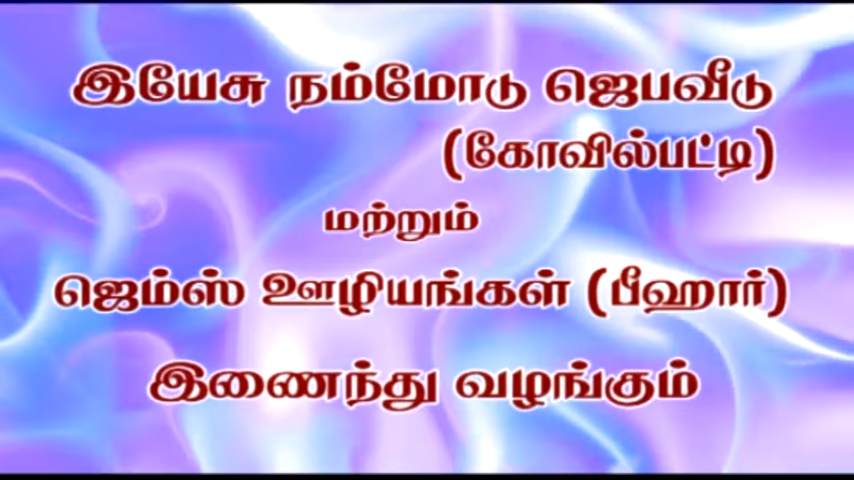 இயேசு நம்மோடு ஜெபவீடு
(கோவில்பட்டி)
மற்றும்
ஜெம்ஸ் ஊழியங்கள் (பீஹார்)
இணைந்து வழங்கும்